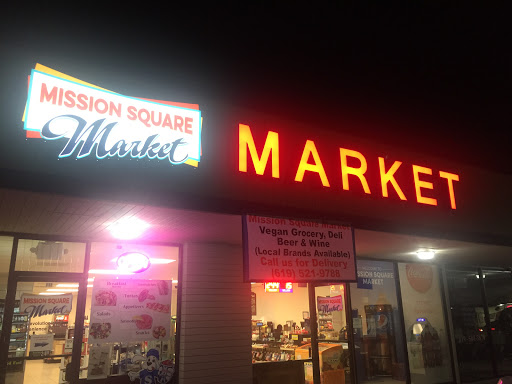 MISSION SQUARE
Market
MARKET
Mission Square Market
Vegan Grocery, Deli
Beer & Wine
(Local Brands Available)
Call us for Delivery
(619) 521-0788
MISSION SQUARE
MARKET
MISSION SQUARE
Market